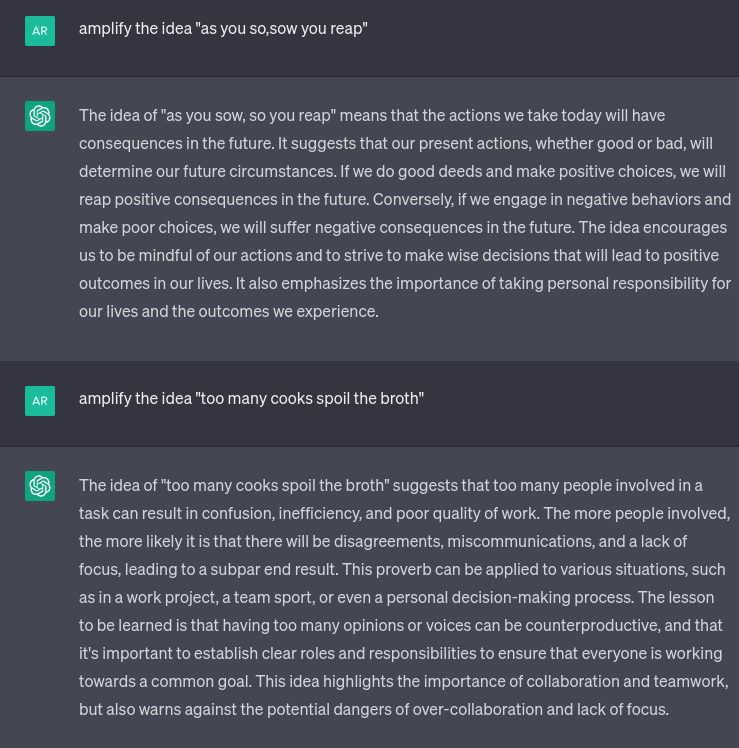 AR
amplify the idea "as you so,sow you reap"
The idea of "as you sow, so you reap" means that the actions we take today will have
consequences in the future. It suggests that our present actions, whether good or bad, will
determine our future circumstances. If we do good deeds and make positive choices, we will
reap positive consequences in the future. Conversely, if we engage in negative behaviors and
make poor choices, we will suffer negative consequences in the future. The idea encourages
us to be mindful of our actions and to strive to make wise decisions that will lead to positive
outcomes in our lives. It also emphasizes the importance of taking personal responsibility for
our lives and the outcomes we experience.
AR
amplify the idea "too many cooks spoil the broth"
The idea of "too many cooks spoil the broth" suggests that too many people involved in a
task can result in confusion, inefficiency, and poor quality of work. The more people involved,
the more likely it is that there will be disagreements, miscommunications, and a lack of
focus, leading to a subpar end result. This proverb can be applied to various situations, such
as in a work project, a team sport, or even a personal decision-making process. The lesson
to be learned is that having too many opinions or voices can be counterproductive, and that
it's important to establish clear roles and responsibilities to ensure that everyone is working
towards a common goal. This idea highlights the importance of collaboration and teamwork,
but also warns against the potential dangers of over-collaboration and lack of focus.